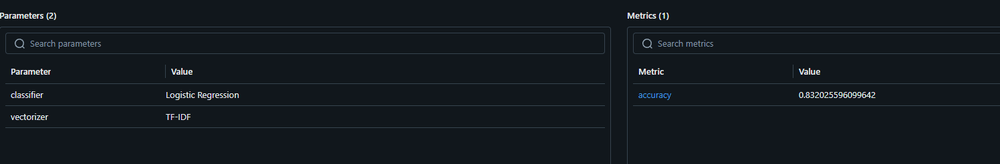 Parameters (2)
Search parameters
Parameter Value
classifier Logistic Regression
vectorizer TF-IDF
Metrics (1)
Search metrics
Metric Value
accuracy 0.832025596099642